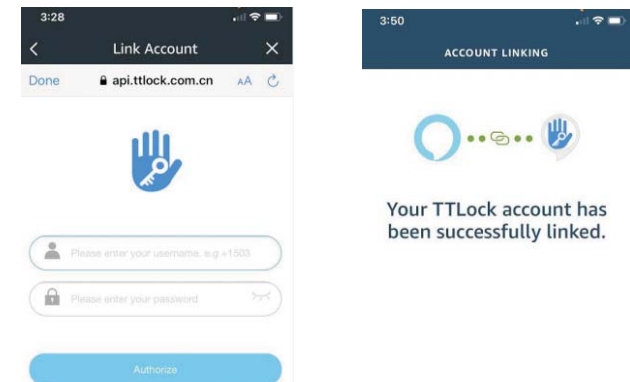 3:28
Link Account
Done
api.ttlock.com.cn
AA
Please enter your username, e.g +1503
Please enter your password
Authorize
3:50
ACCOUNT LINKING
Your TTLock account has
been successfully linked.